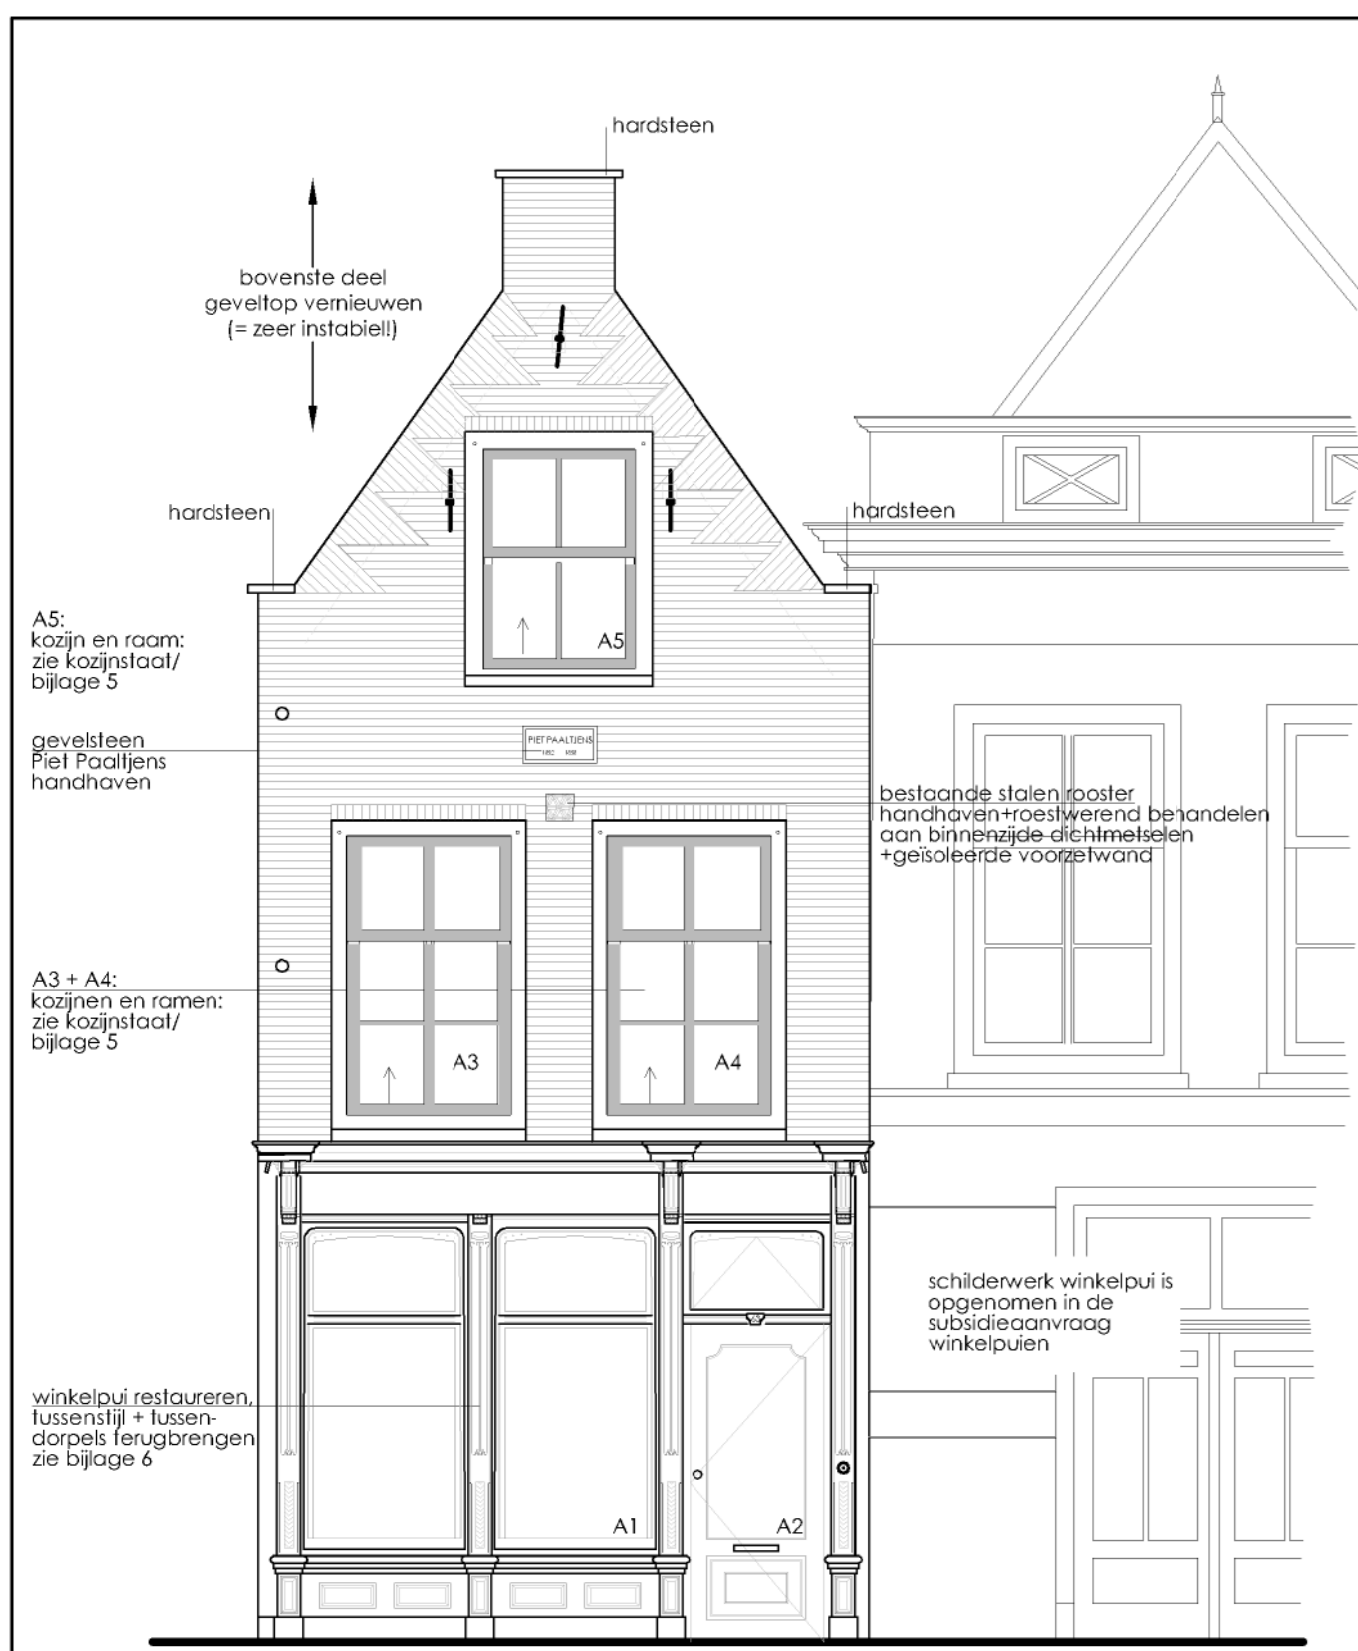 hardsteen
bovenste deel
geveltop vernieuwen
(= zeer instabiel!)
hardsteen
hardsteen
A5:
kozijn en raam:
zie kozijnstaat/
bijlage 5
A5
gevelsteen
Piet Paaltjens
handhaven
PIET PAALTJENS
bestaande stalen rooster
handhaven+roestwerend behandelen
aan binnenzijde dichtmetselen
+geïsoleerde voorzetwand
A3 + A4:
kozijnen en ramen:
zie kozijnstaat/
bijlage 5
A3
A4
schilderwerk winkelpui is
opgenomen in de
subsidieaanvraag
winkelpuien
winkelpui restaureren,
tussenstijl + tussen-
dorpels terugbrengen
zie bijlage 6
A1
A2